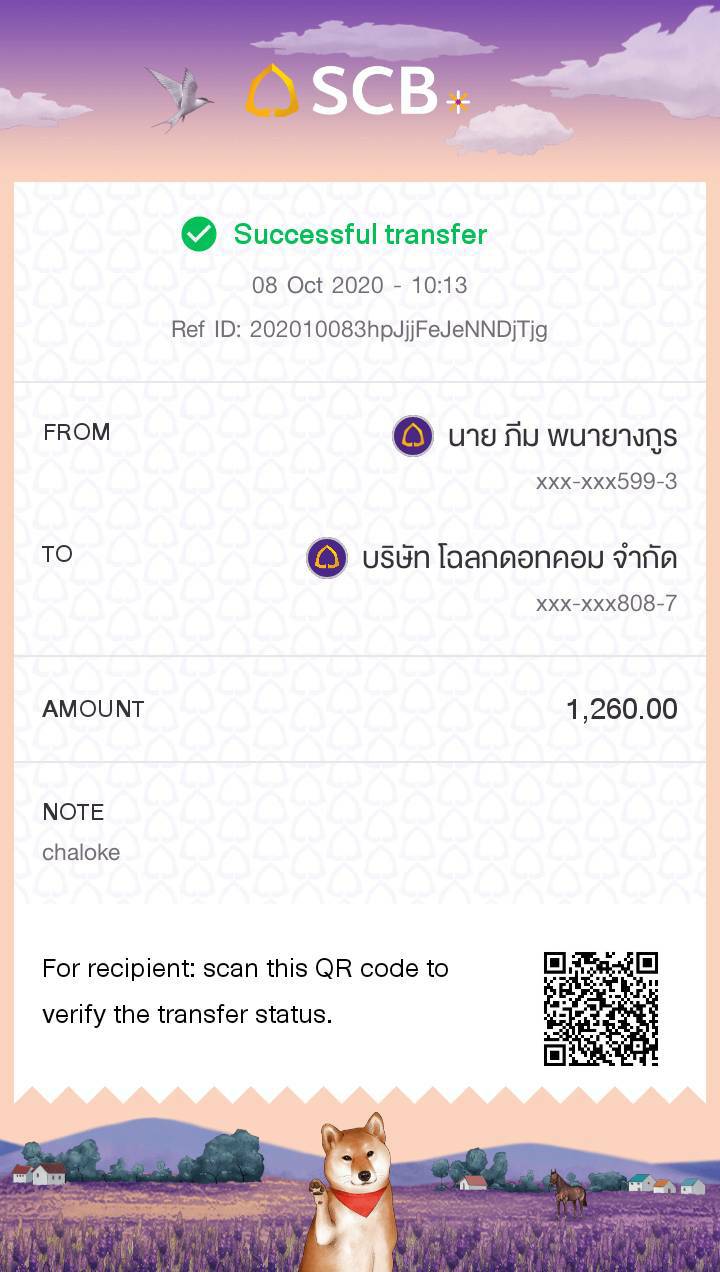 SCB
Successful transfer
08 Oct 2020 - 10:13
Ref ID: 202010083hpJjjFeJeNNDjTjg
FROM
นาย ภีม พนายางกูร
xxx-xxx599-3
TO
บริษัท โฉลกดอทคอม จำกัด
xxx-xxx808-7
AMOUNT
1,260.00
NOTE
chaloke
For recipient: scan this QR code to
verify the transfer status.